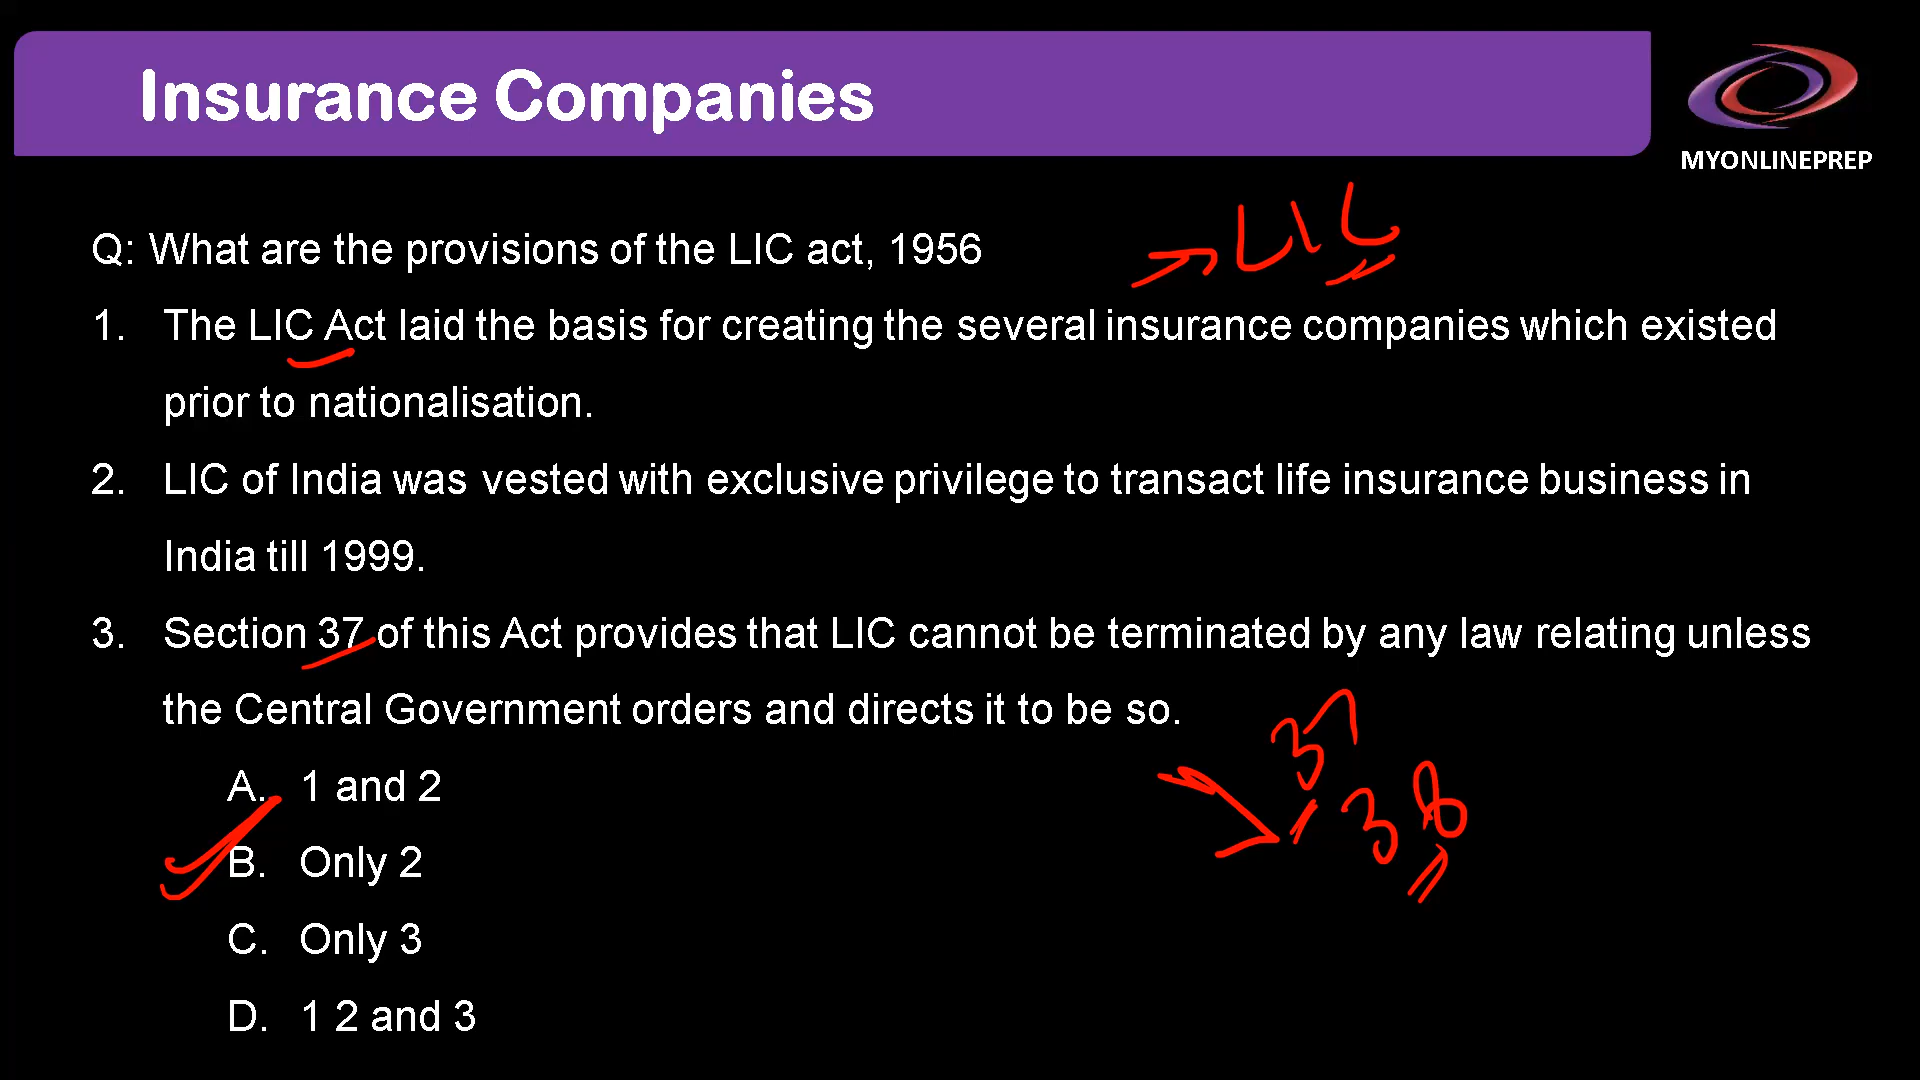 Insurance Companies
MYONLINEPREP
LIC
Q: What are the provisions of the LIC act, 1956
1. The LIC Act laid the basis for creating the several insurance companies which existed
prior to nationalisation.
2. LIC of India was vested with exclusive privilege to transact life insurance business in
India till 1999.
3. Section 37 of this Act provides that LIC cannot be terminated by any law relating unless
the Central Government orders and directs it to be so.
37
38
A. 1 and 2
B. Only 2
C. Only 3
D. 1 2 and 3